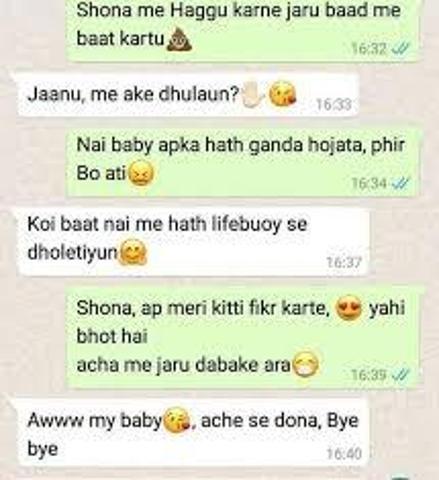 Shona me Haggu karne jaru baad me
baat kartu💩
16:32
Jaanu, me ake dhulaun?✋🏻😘
16:33
Nai baby apka hath ganda hojata, phir
Bo ati😖
16:34
Koi baat nai me hath lifebuoy se
dholetiyun🤗
16:37
Shona, ap meri kitti fikr karte, 😍 yahi
bhot hai
acha me jaru dabake ara😷
16:39
Awww my baby😘, ache se dona, Bye
bye
16:40